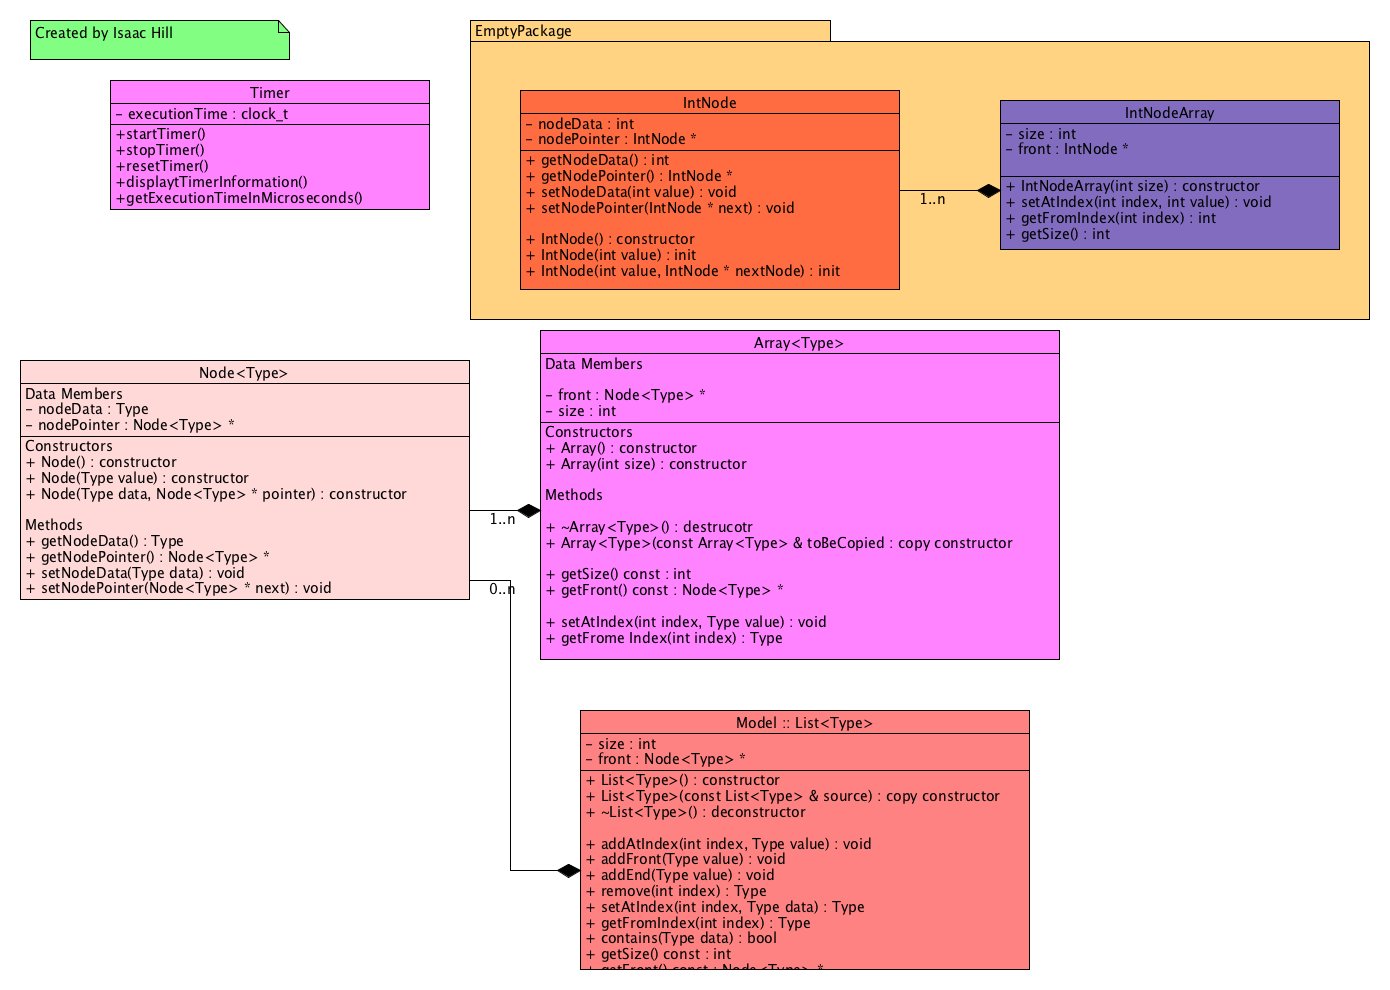 Created by Isaac Hill
EmptyPackage
Timer
– executionTime : clock_t
+startTimer()
+stopTimer()
+resetTimer()
+displaytTimerInformation()
+getExecutionTimeInMicroseconds()
IntNode
– nodeData : int
– nodePointer : IntNode *
+ getNodeData() : int
+ getNodePointer() : IntNode *
+ setNodeData(int value) : void
+ setNodePointer(IntNode * next) : void
+ IntNode() : constructor
+ IntNode(int value) : init
+ IntNode(int value, IntNode * nextNode) : init
1..n
IntNodeArray
– size : int
– front : IntNode *
+ IntNodeArray(int size) : constructor
+ setAtIndex(int index, int value) : void
+ getFromIndex(int index) : int
+ getSize() : int
Node<Type>
Data Members
– nodeData : Type
– nodePointer : Node<Type> *
Constructors
+ Node() : constructor
+ Node(Type value) : constructor
+ Node(Type data, Node<Type> * pointer) : constructor
Methods
+ getNodeData() : Type
+ getNodePointer() : Node<Type> *
+ setNodeData(Type data) : void
+ setNodePointer(Node<Type> * next) : void
1..n
0..n
Array<Type>
Data Members
– front : Node<Type> *
– size : int
Constructors
+ Array() : constructor
+ Array(int size) : constructor
Methods
+ ~Array<Type>() : destrucotr
+ Array<Type>(const Array<Type> & toBeCopied : copy constructor
+ getSize() const : int
+ getFront() const : Node<Type> *
+ setAtIndex(int index, Type value) : void
+ getFrome Index(int index) : Type
Model :: List<Type>
– size : int
– front : Node<Type> *
+ List<Type>() : constructor
+ List<Type>(const List<Type> & source) : copy constructor
+ ~List<Type>() : deconstructor
+ addAtIndex(int index, Type value) : void
+ addFront(Type value) : void
+ addEnd(Type value) : void
+ remove(int index) : Type
+ setAtIndex(int index, Type data) : Type
+ getFromIndex(int index) : Type
+ contains(Type data) : bool
+ getSize() const : int
+ getFront() const : Node<Type> *